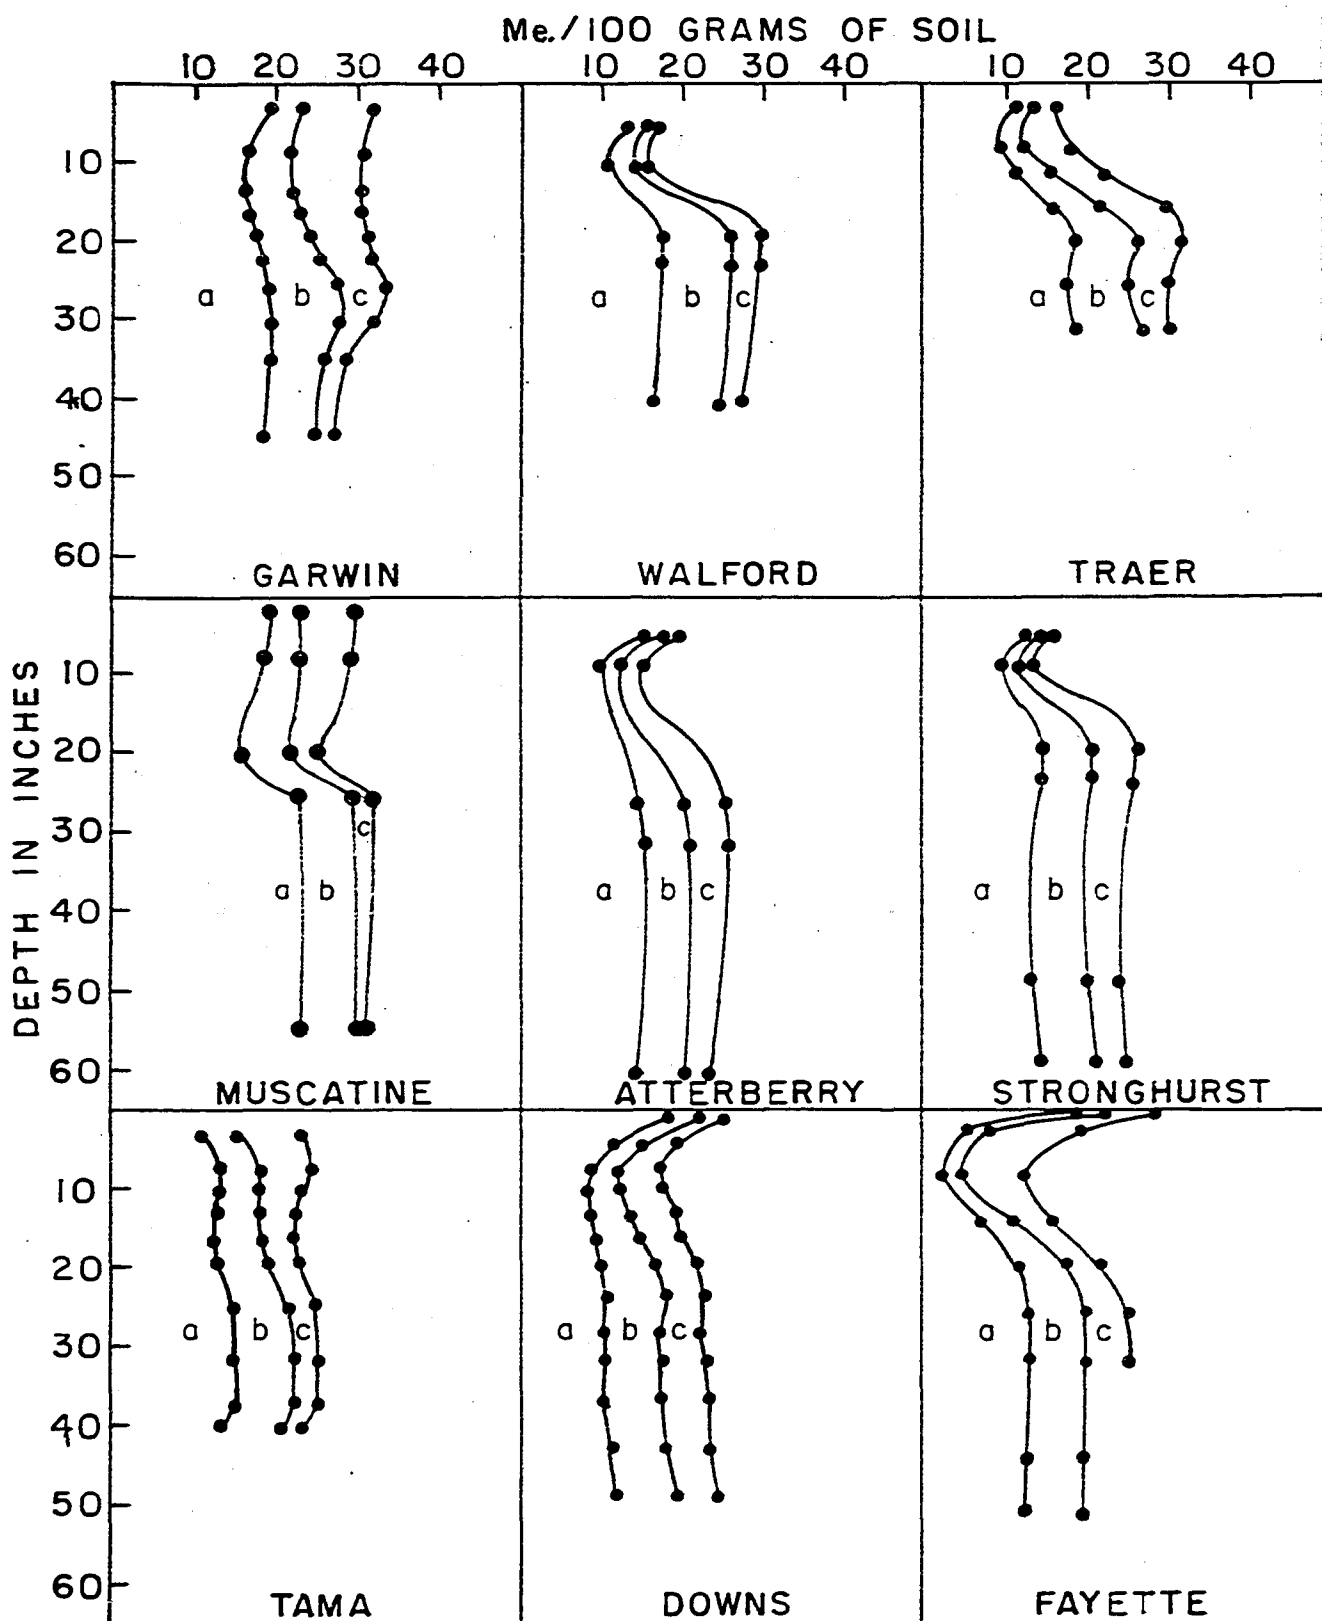 Me./100 GRAMS OF SOIL
10 20 30 40 10 20 30 40 10 20 30 40
10
20
30
40
50
60
a b c
a b c
a b c
GARWIN WALFORD TRAER
DEPTH IN INCHES
10
20
30
40
50
60
c
a b
a b c
a b c
MUSCATINE ATTERBERRY STRONGHURST
10
20
30
40
50
60
a b c
a b c
a b c
TAMA DOWNS FAYETTE